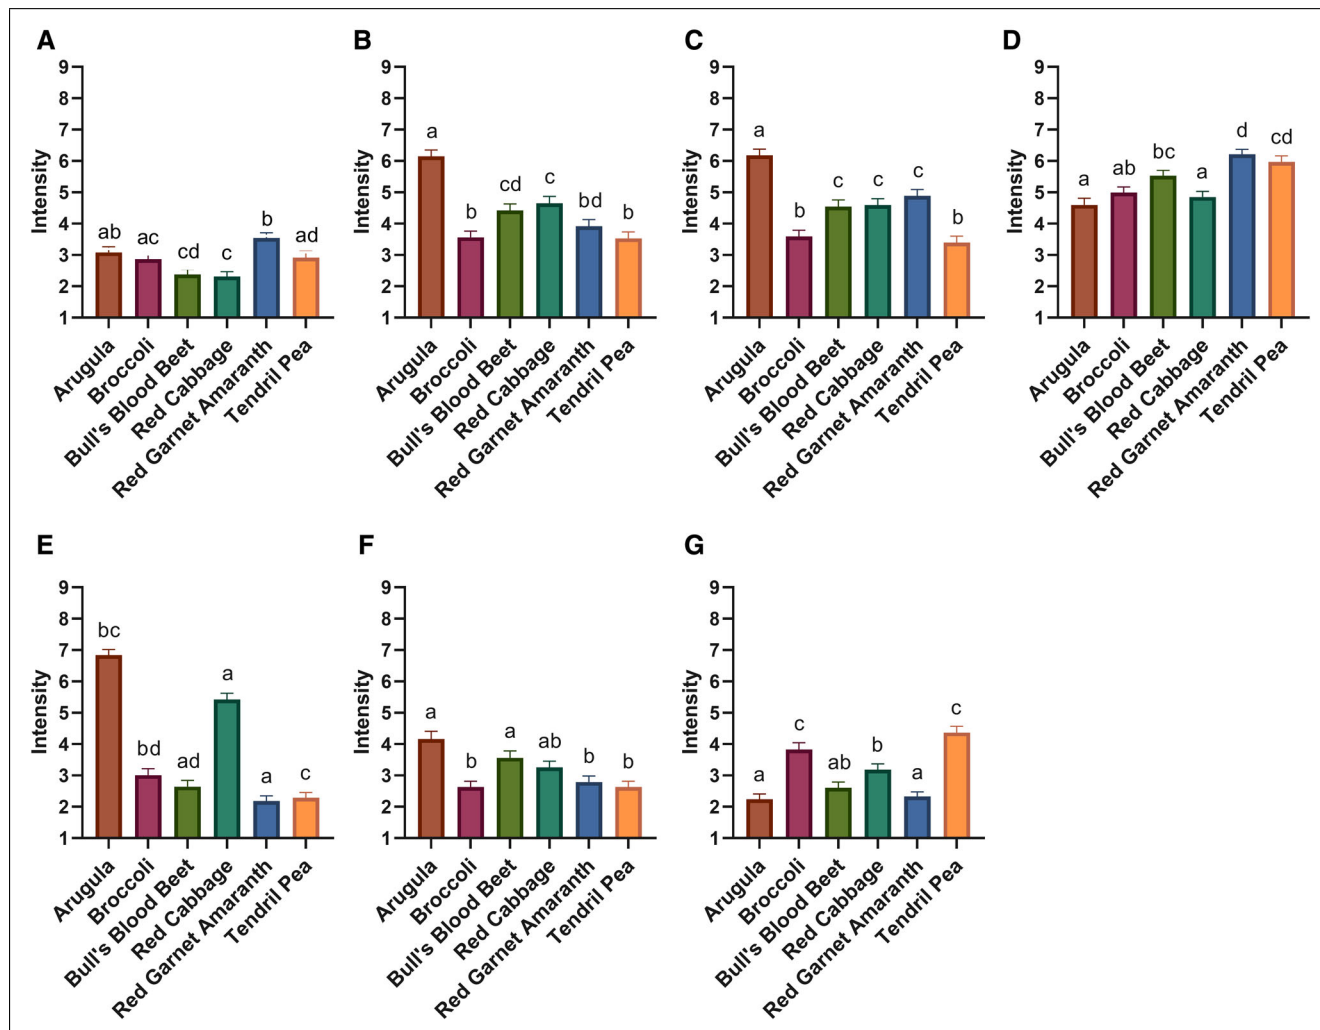 A
B
C
D
9 9 9 9
8 8 8 8
7 7 7 7
6 6 6 6
5 5 5 5
4 4 4 4
3 3 3 3
2 2 2 2
1 1 1 1
Intensity Intensity Intensity Intensity
ab ac cd c b ad
a b cd c bd b
a b c c c b
a ab bc a d cd
Arugula Broccoli Bull's Blood Beet Red Cabbage Red Garnet Amaranth Tendril Pea
Arugula Broccoli Bull's Blood Beet Red Cabbage Red Garnet Amaranth Tendril Pea
Arugula Broccoli Bull's Blood Beet Red Cabbage Red Garnet Amaranth Tendril Pea
Arugula Broccoli Bull's Blood Beet Red Cabbage Red Garnet Amaranth Tendril Pea
E
F
G
9 9 9
8 8 8
7 7 7
6 6 6
5 5 5
4 4 4
3 3 3
2 2 2
1 1 1
Intensity Intensity Intensity
bc bd ad a a c
a b a ab b b
a c ab b a c
Arugula Broccoli Bull's Blood Beet Red Cabbage Red Garnet Amaranth Tendril Pea
Arugula Broccoli Bull's Blood Beet Red Cabbage Red Garnet Amaranth Tendril Pea
Arugula Broccoli Bull's Blood Beet Red Cabbage Red Garnet Amaranth Tendril Pea